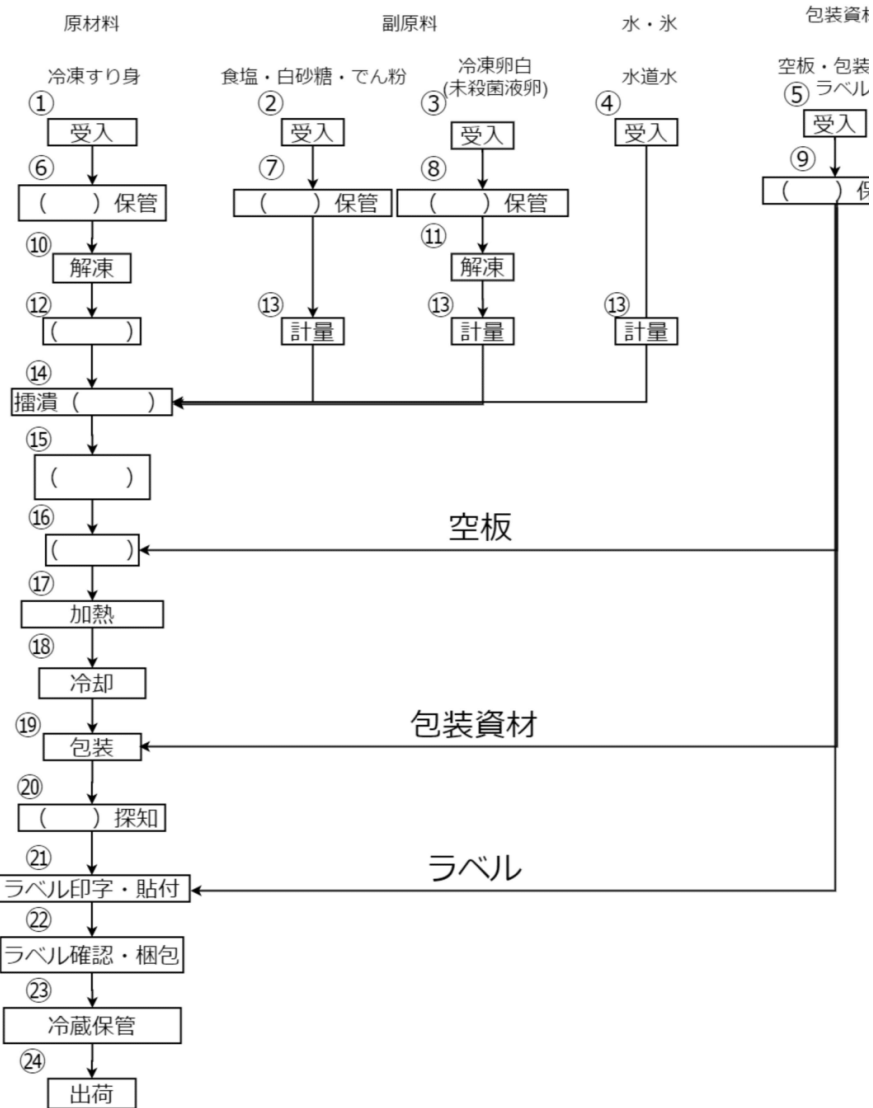 原材料
副原料
水・氷
包装資材
冷凍すり身
食塩・白砂糖・でん粉
冷凍卵白
(未殺菌液卵)
水道水
空板・包装
ラベル
① ② ③ ④ ⑤
受入 受入 受入 受入 受入
⑥ ⑦ ⑧ ⑨
( ) 保管 ( ) 保管 ( ) 保管 ( ) 保
⑩ ⑪
解凍 解凍
⑫ ⑬ ⑬ ⑬
( ) 計量 計量 計量
⑭
擂潰 ( )
⑮
( )
⑯
( )
空板
⑰
加熱
⑱
冷却
⑲
包装
包装資材
⑳
( ) 探知
㉑
ラベル印字・貼付
ラベル
㉒
ラベル確認・梱包
㉓
冷蔵保管
㉔
出荷